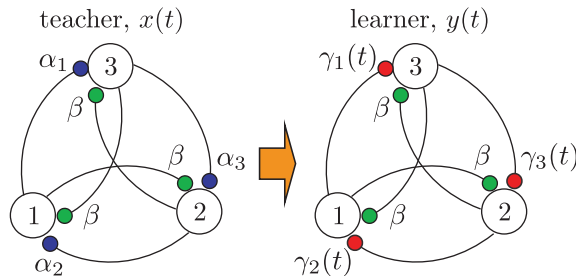 teacher, x(t)
α₁
3
β
β
α₃
1
β
2
α₂
learner, y(t)
γ₁(t)
3
β
β
γ₃(t)
1
β
2
γ₂(t)